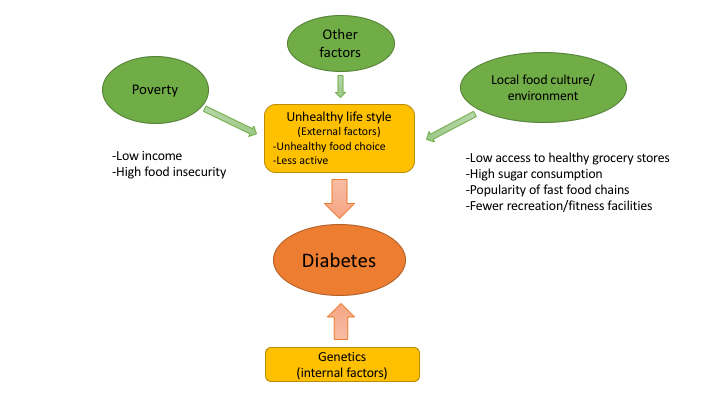 Other
factors
Poverty
Local food culture/
environment
Unhealthy life style
(External factors)
-Unhealthy food choice
-Less active
-Low income
-High food insecurity
-Low access to healthy grocery stores
-High sugar consumption
-Popularity of fast food chains
-Fewer recreation/fitness facilities
Diabetes
Genetics
(internal factors)